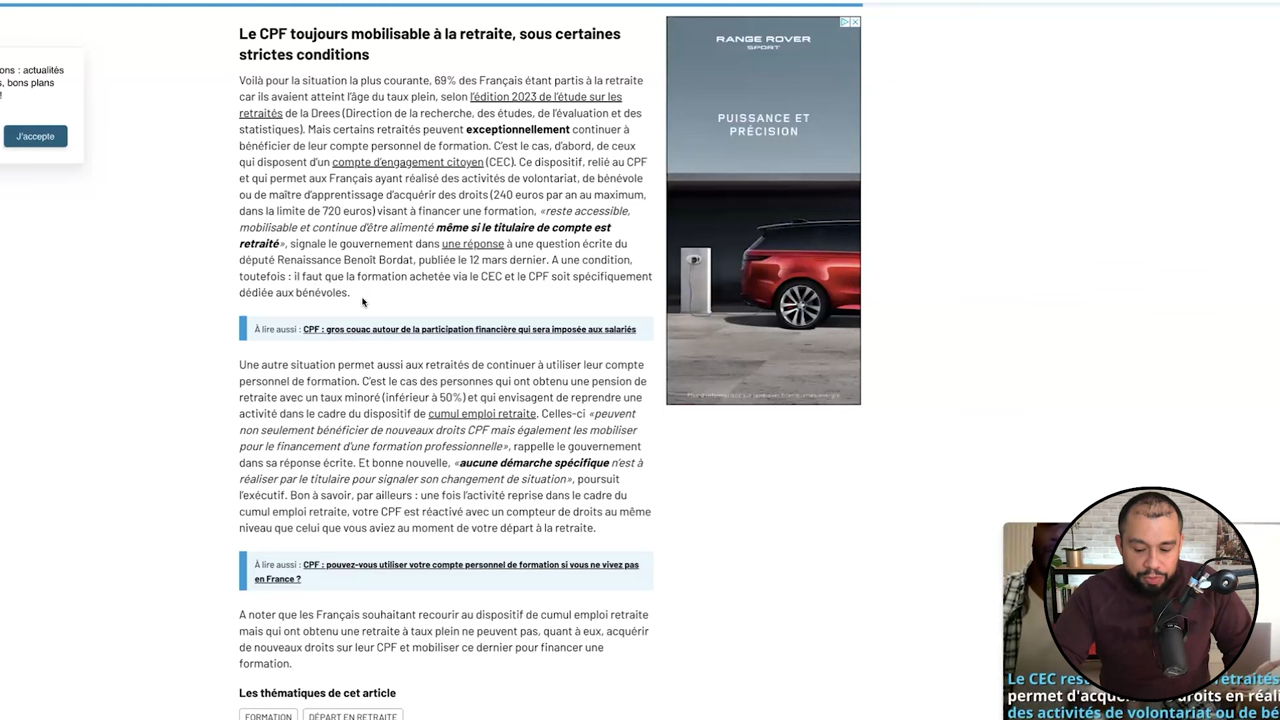 Le CPF toujours mobilisable à la retraite, sous certaines
strictes conditions
Voilà pour la situation la plus courante, 69% des Français étant partis à la retraite
car ils avaient atteint l'âge du taux plein, selon l'édition 2023 de l'étude sur les
retraités de la Drees (Direction de la recherche, des études, de l'évaluation et des
statistiques). Mais certains retraités peuvent exceptionnellement continuer à
bénéficier de leur compte personnel de formation. C'est le cas, d'abord, de ceux
qui disposent d'un compte d'engagement citoyen (CEC). Ce dispositif, relié au CPF
et qui permet aux Français ayant réalisé des activités de volontariat, de bénévole
ou de maître d'apprentissage d'acquérir des droits (240 euros par an au maximum,
dans la limite de 720 euros) visant à financer une formation, «reste accessible,
mobilisable et continue d'être alimenté même si le titulaire de compte est
retraité», signale le gouvernement dans une réponse à une question écrite du
député Renaissance Benoît Bordat, publiée le 12 mars dernier. A une condition,
toutefois : il faut que la formation achetée via le CEC et le CPF soit spécifiquement
dédiée aux bénévoles.
À lire aussi : CPF : gros couac autour de la participation financière qui sera imposée aux salariés
Une autre situation permet aussi aux retraités de continuer à utiliser leur compte
personnel de formation. C'est le cas des personnes qui ont obtenu une pension de
retraite avec un taux minoré (inférieur à 50%) et qui envisagent de reprendre une
activité dans le cadre du dispositif de cumul emploi retraite. Celles-ci «peuvent
non seulement bénéficier de nouveaux droits CPF mais également les mobiliser
pour le financement d'une formation professionnelle», rappelle le gouvernement
dans sa réponse écrite. Et bonne nouvelle, «aucune démarche spécifique n'est à
réaliser par le titulaire pour signaler son changement de situation», poursuit
l'exécutif. Bon à savoir, par ailleurs : une fois l'activité reprise dans le cadre du
cumul emploi retraite, votre CPF est réactivé avec un compteur de droits au même
niveau que celui que vous aviez au moment de votre départ à la retraite.
À lire aussi : CPF : pouvez-vous utiliser votre compte personnel de formation si vous ne vivez pas
en France ?
A noter que les Français souhaitant recourir au dispositif de cumul emploi retraite
mais qui ont obtenu une retraite à taux plein ne peuvent pas, quant à eux, acquérir
de nouveaux droits sur leur CPF et mobiliser ce dernier pour financer une
formation.
Les thématiques de cet article
FORMATION
DÉPART EN RETRAITE
ons : actualités
s, bons plans
!
J'accepte
RANGE ROVER
SPORT
PUISSANCE ET
PRÉCISION
Le CEC rest retraités
permet d'acqu droits en réali
des activités de volontariat ou de bé